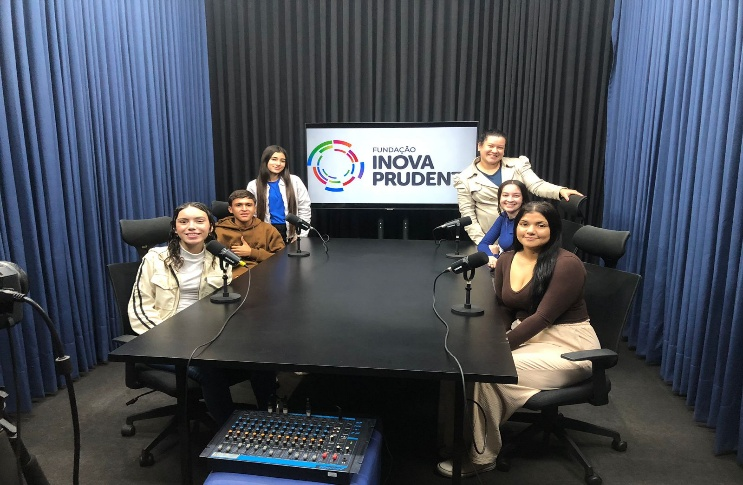 FUNDAÇÃO
INOVA
PRUDENT